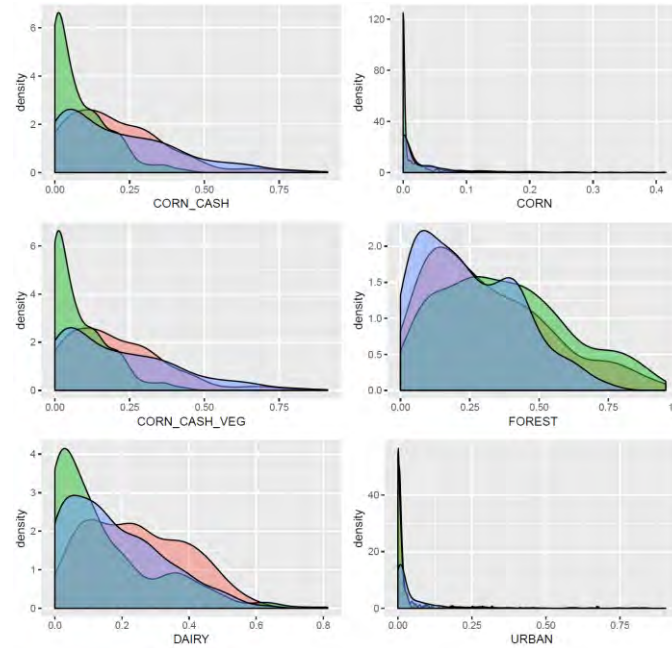 6
4
2
0
density
0.00 0.25 0.50 0.75
CORN_CASH
120
80
40
0
density
0.0 0.1 0.2 0.3 0.4
CORN
6
4
2
0
density
0.00 0.25 0.50 0.75
CORN_CASH_VEG
2.0
1.5
1.0
0.5
0.0
density
0.00 0.25 0.50 0.75
FOREST
4
3
2
1
0
density
0.0 0.2 0.4 0.6 0.8
DAIRY
40
20
0
density
0.00 0.25 0.50 0.75
URBAN